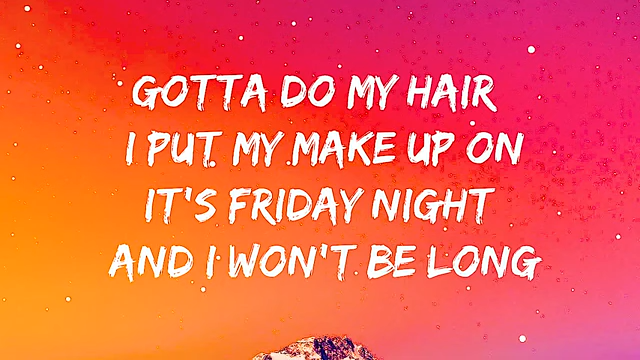 GOTTA DO MY HAIR
I PUT MY MAKE UP ON
IT'S FRIDAY NIGHT
AND I WON'T BE LONG